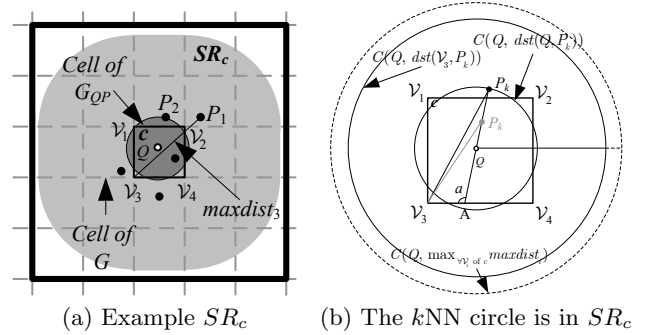 SR_c
Cell of
G_QP
P_2
P_1
V_1
c
V_2
Q
V_3
V_4
maxdist_3
Cell of
G
(a) Example SR_c
C(Q, dst(V_3, P_k))
C(Q, dst(Q, P_k))
P_k
V_1
c
V_2
P_k
Q
a
V_3
A
V_4
C(Q, max_{∀V_i of c} maxdist_i)
(b) The kNN circle is in SR_c